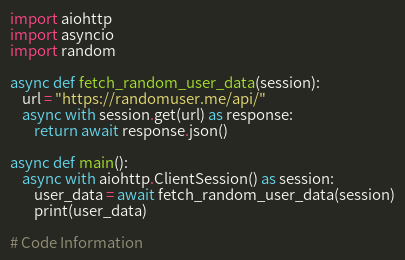 import aiohttp
import asyncio
import random

async def fetch_random_user_data(session):
    url = "https://randomuser.me/api/"
    async with session.get(url) as response:
        return await response.json()

async def main():
    async with aiohttp.ClientSession() as session:
        user_data = await fetch_random_user_data(session)
        print(user_data)

# Code Information